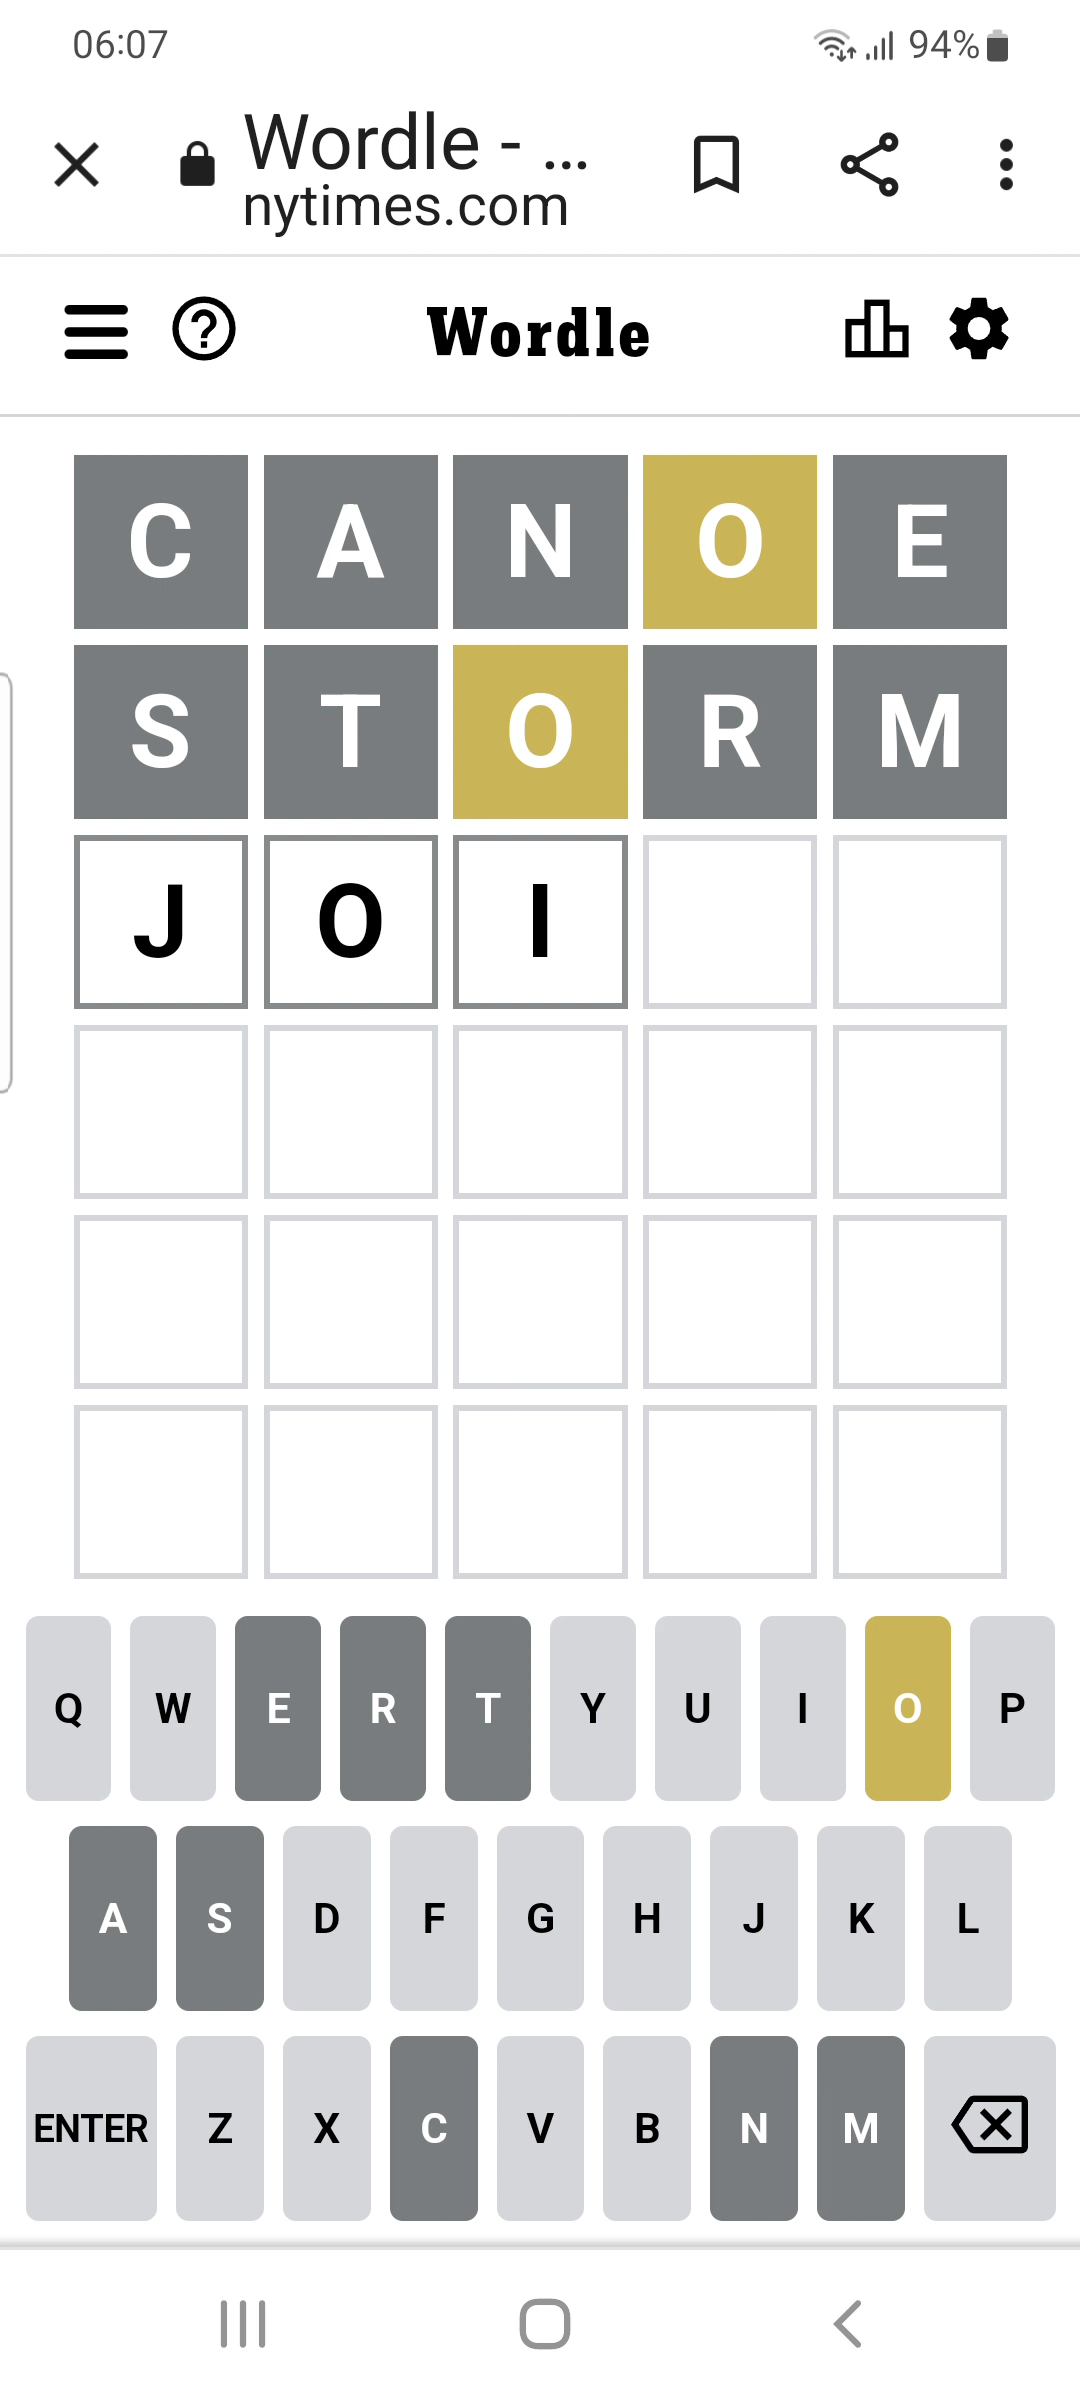 06:07 94%
Wordle - ...
nytimes.com
Wordle
C A N O E
S T O R M
J O I
Q W E R T Y U I O P
A S D F G H J K L
ENTER Z X C V B N M